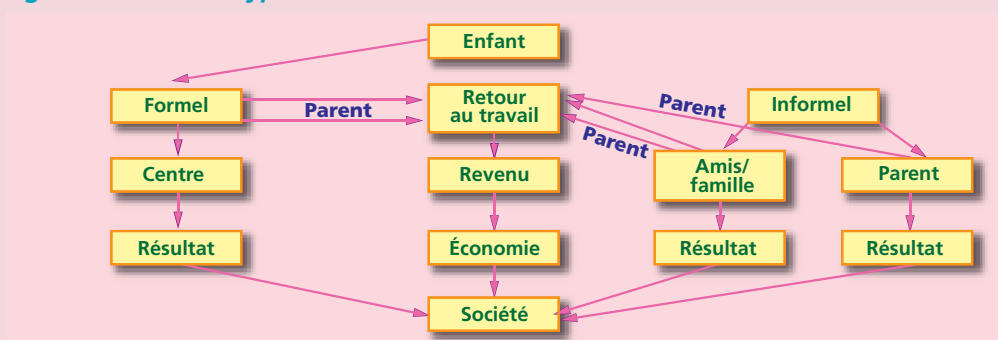 Enfant
Formel
Parent
Retour
au travail
Parent
Informel
Parent
Centre
Revenu
Amis/
famille
Parent
Résultat
Économie
Résultat
Résultat
Société